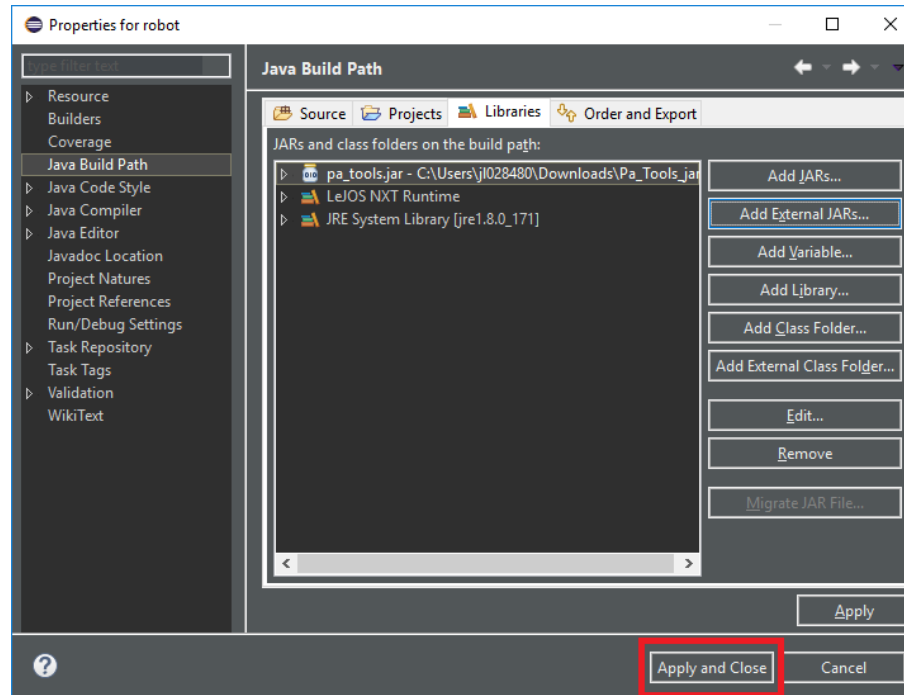 Properties for robot
type filter text
Resource
Builders
Coverage
Java Build Path
Java Code Style
Java Compiler
Java Editor
Javadoc Location
Project Natures
Project References
Run/Debug Settings
Task Repository
Task Tags
Validation
WikiText
Java Build Path
Source Projects Libraries Order and Export
JARs and class folders on the build path:
pa_tools.jar - C:\Users\jl028480\Downloads\Pa_Tools_jar
LeJOS NXT Runtime
JRE System Library [jre1.8.0_171]
Add JARs...
Add External JARs...
Add Variable...
Add Library...
Add Class Folder...
Add External Class Folder...
Edit...
Remove
Migrate JAR File...
Apply
Apply and Close
Cancel